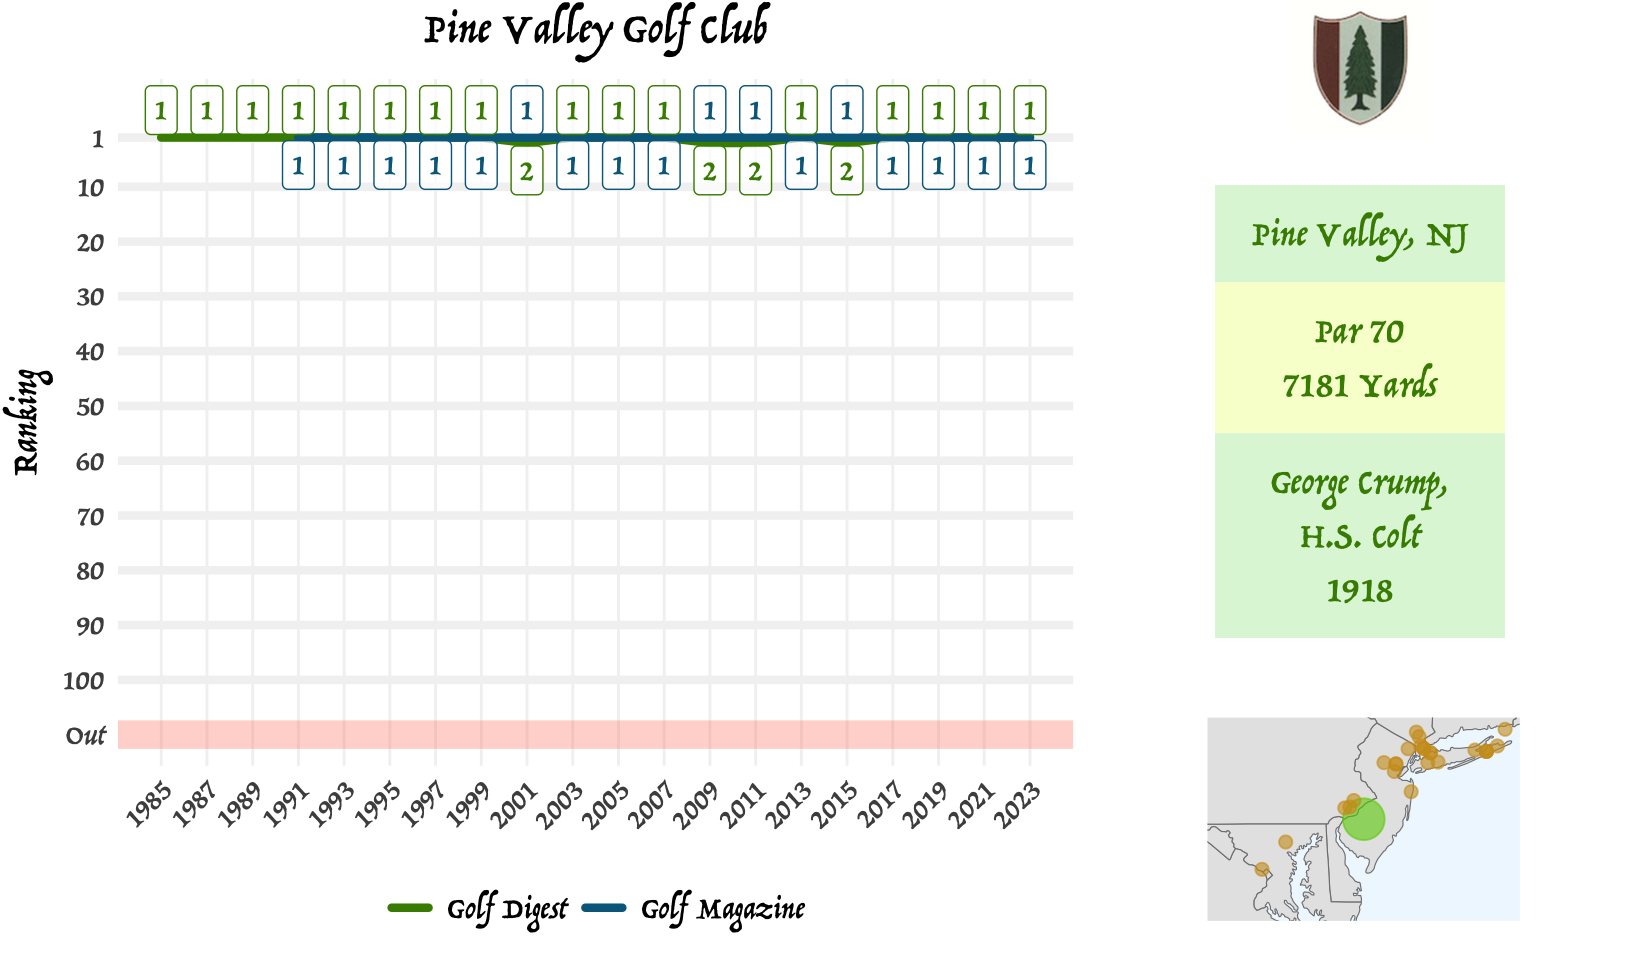 Pine Valley Golf Club
1 1 1 1 1 1 1 1 1 1 1 1 1 1 1 1 1 1 1 1
1
1 1 1 1 1 2 1 1 1 2 2 1 2 1 1 1 1
10
20
30
40
50
60
70
80
90
100
Out
Ranking
1985 1987 1989 1991 1993 1995 1997 1999 2001 2003 2005 2007 2009 2011 2013 2015 2017 2019 2021 2023
Golf Digest Golf Magazine
Pine Valley, NJ
Par 70
7181 Yards
George Crump,
H.S. Colt
1918